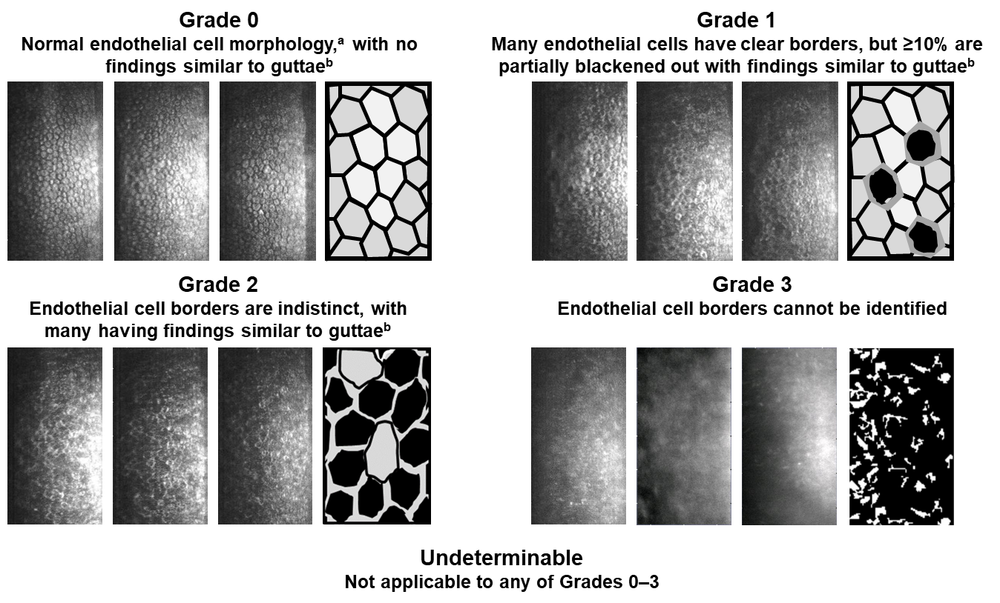 Grade 0
Normal endothelial cell morphology,ᵃ with no
findings similar to guttaeᵇ
Grade 1
Many endothelial cells have clear borders, but ≥10% are
partially blackened out with findings similar to guttaeᵇ
Grade 2
Endothelial cell borders are indistinct, with
many having findings similar to guttaeᵇ
Grade 3
Endothelial cell borders cannot be identified
Undeterminable
Not applicable to any of Grades 0–3